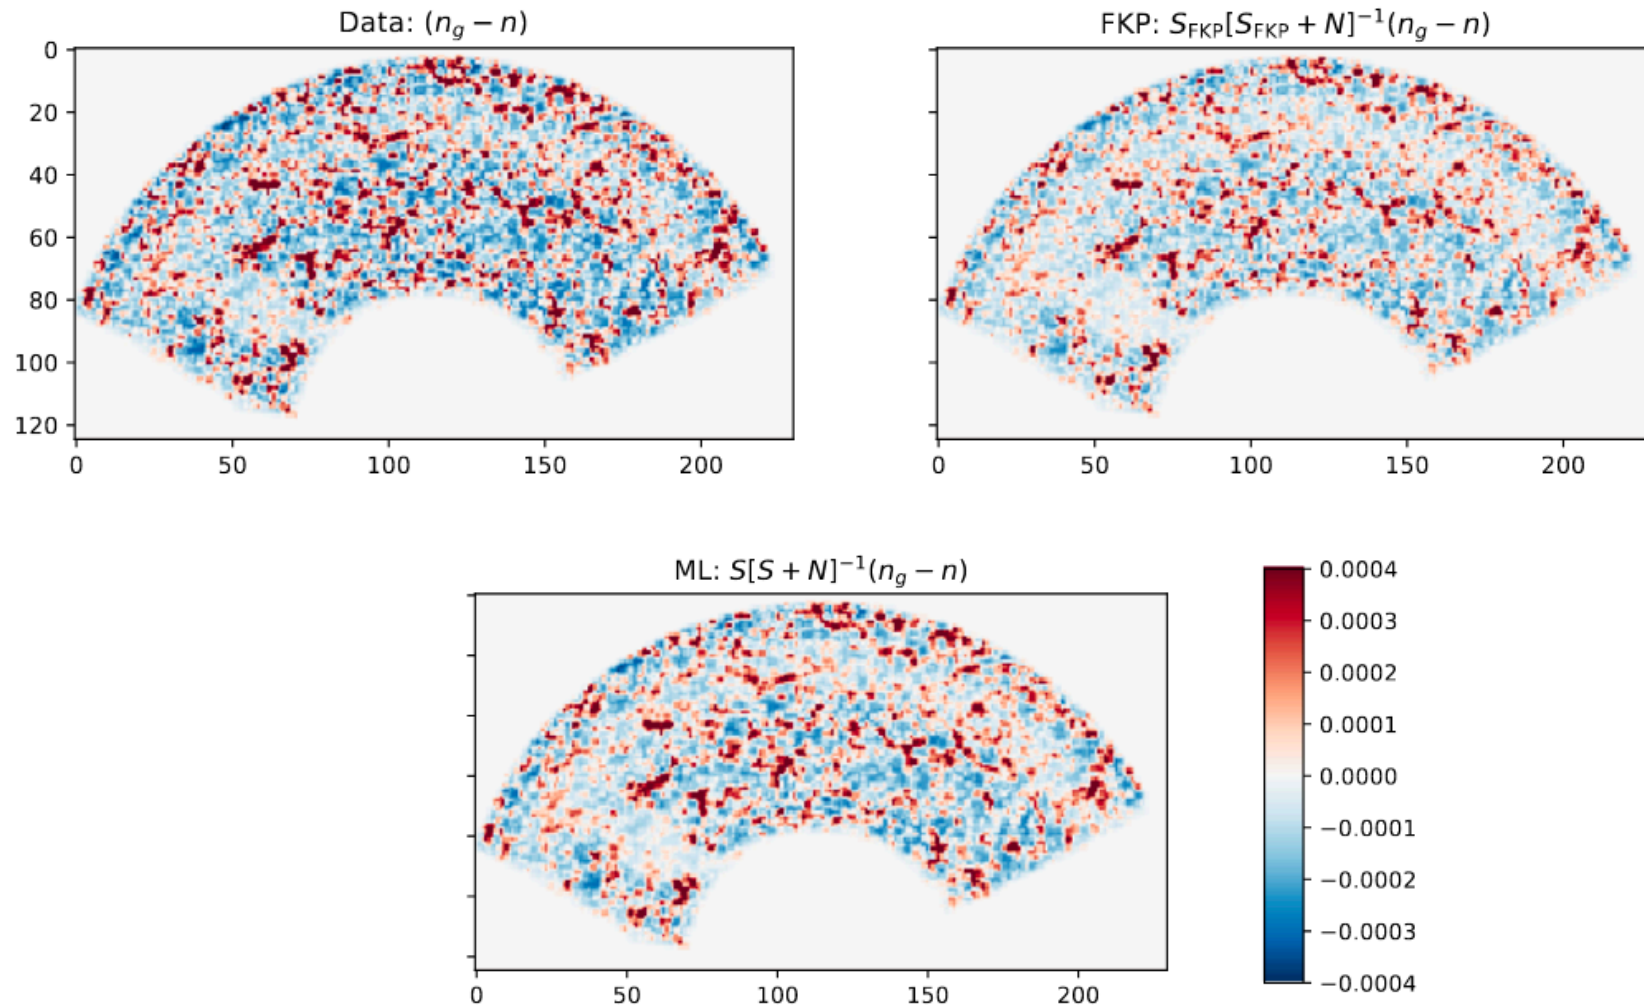 Data: (n_g − n)
FKP: S_FKP[S_FKP + N]⁻¹(n_g − n)
0
20
40
60
80
100
120
0 50 100 150 200
0 50 100 150 200
ML: S[S + N]⁻¹(n_g − n)
0 50 100 150 200
0.0004
0.0003
0.0002
0.0001
0.0000
−0.0001
−0.0002
−0.0003
−0.0004